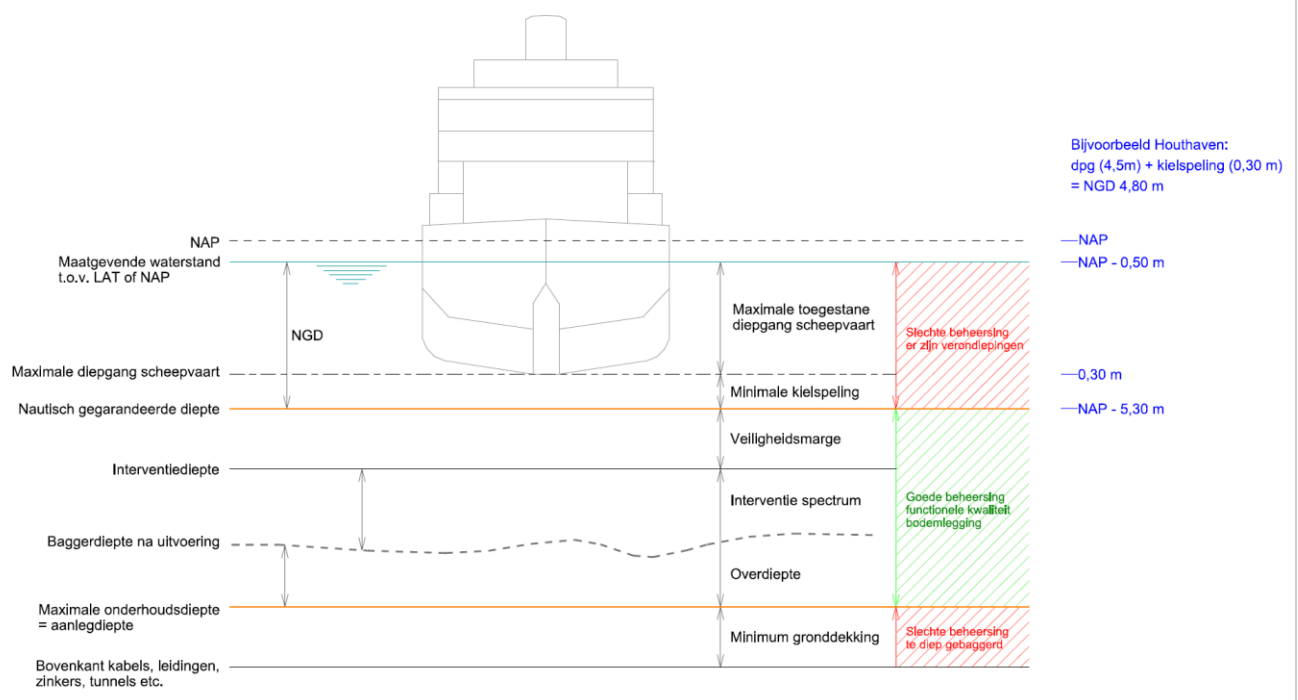 Bijvoorbeeld Houthaven:
dpg (4,5m) + kielspeling (0,30 m)
= NGD 4,80 m
NAP
—NAP
Maatgevende waterstand
t.o.v. LAT of NAP
—NAP - 0,50 m
NGD
Maximale toegestane
diepgang scheepvaart
Slechte beheersing
er zijn verondiepingen
Maximale diepgang scheepvaart
—0,30 m
Minimale kielspeling
Nautisch gegarandeerde diepte
—NAP - 5,30 m
Veiligheidsmarge
Interventiediepte
Interventie spectrum
Goede beheersing
functionele kwaliteit
bodemlegging
Baggerdiepte na uitvoering
Overdiepte
Maximale onderhoudsdiepte
= aanlegdiepte
Minimum gronddekking
Slechte beheersing
te diep gebaggerd
Bovenkant kabels, leidingen,
zinkers, tunnels etc.